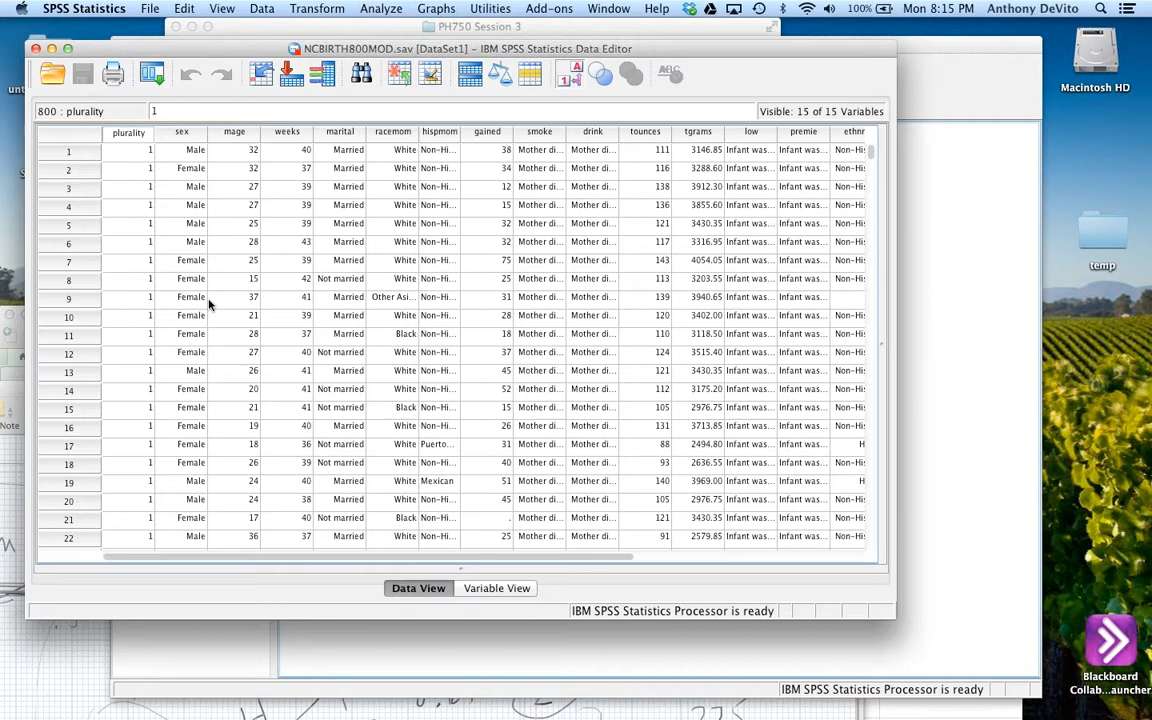 SPSS Statistics File Edit View Data Transform Analyze Graphs Utilities Add-ons Window Help 100% Mon 8:15 PM Anthony DeVito
PH750 Session 3
NCBIRTH800MOD.sav [DataSet1] – IBM SPSS Statistics Data Editor
Macintosh HD
800 : plurality 1 Visible: 15 of 15 Variables
plurality sex mage weeks marital racemom hispmom gained smoke drink tounces tgrams low premie ethnr
1 1 Male 32 40 Married White Non-Hi... 38 Mother di... Mother di... 111 3146.85 Infant was... Infant was... Non-His
2 1 Female 32 37 Married White Non-Hi... 34 Mother di... Mother di... 116 3288.60 Infant was... Infant was... Non-His
3 1 Male 27 39 Married White Non-Hi... 12 Mother di... Mother di... 138 3912.30 Infant was... Infant was... Non-His
4 1 Male 27 39 Married White Non-Hi... 15 Mother di... Mother di... 136 3855.60 Infant was... Infant was... Non-His
5 1 Male 25 39 Married White Non-Hi... 32 Mother di... Mother di... 121 3430.35 Infant was... Infant was... Non-His
6 1 Male 28 43 Married White Non-Hi... 32 Mother di... Mother di... 117 3316.95 Infant was... Infant was... Non-His
7 1 Female 25 39 Married White Non-Hi... 75 Mother di... Mother di... 143 4054.05 Infant was... Infant was... Non-His
8 1 Female 15 42 Not married White Non-Hi... 25 Mother di... Mother di... 113 3203.55 Infant was... Infant was... Non-His
9 1 Female 37 41 Married Other Asi... Non-Hi... 31 Mother di... Mother di... 139 3940.65 Infant was... Infant was...
10 1 Female 21 39 Married White Non-Hi... 28 Mother di... Mother di... 120 3402.00 Infant was... Infant was... Non-His
11 1 Female 28 37 Married Black Non-Hi... 18 Mother di... Mother di... 110 3118.50 Infant was... Infant was... Non-His
12 1 Female 27 40 Not married White Non-Hi... 37 Mother di... Mother di... 124 3515.40 Infant was... Infant was... Non-His
13 1 Male 26 41 Married White Non-Hi... 45 Mother di... Mother di... 121 3430.35 Infant was... Infant was... Non-His
14 1 Female 20 41 Not married White Non-Hi... 52 Mother di... Mother di... 112 3175.20 Infant was... Infant was... Non-His
15 1 Female 21 41 Not married Black Non-Hi... 15 Mother di... Mother di... 105 2976.75 Infant was... Infant was... Non-His
16 1 Female 19 40 Married White Non-Hi... 26 Mother di... Mother di... 131 3713.85 Infant was... Infant was... Non-His
17 1 Female 18 36 Not married White Puerto... 31 Mother di... Mother di... 88 2494.80 Infant was... Infant was... H
18 1 Female 26 39 Not married White Non-Hi... 40 Mother di... Mother di... 93 2636.55 Infant was... Infant was... Non-His
19 1 Male 24 40 Married White Mexican 51 Mother di... Mother di... 140 3969.00 Infant was... Infant was... H
20 1 Male 24 38 Married White Non-Hi... 45 Mother di... Mother di... 105 2976.75 Infant was... Infant was... Non-His
21 1 Female 17 40 Not married Black Non-Hi... . Mother di... Mother di... 121 3430.35 Infant was... Infant was... Non-His
22 1 Male 36 37 Married White Non-Hi... 25 Mother di... Mother di... 91 2579.85 Infant was... Infant was... Non-His
temp
Note
Data View Variable View
IBM SPSS Statistics Processor is ready
IBM SPSS Statistics Processor is ready
Blackboard
Collab...auncher